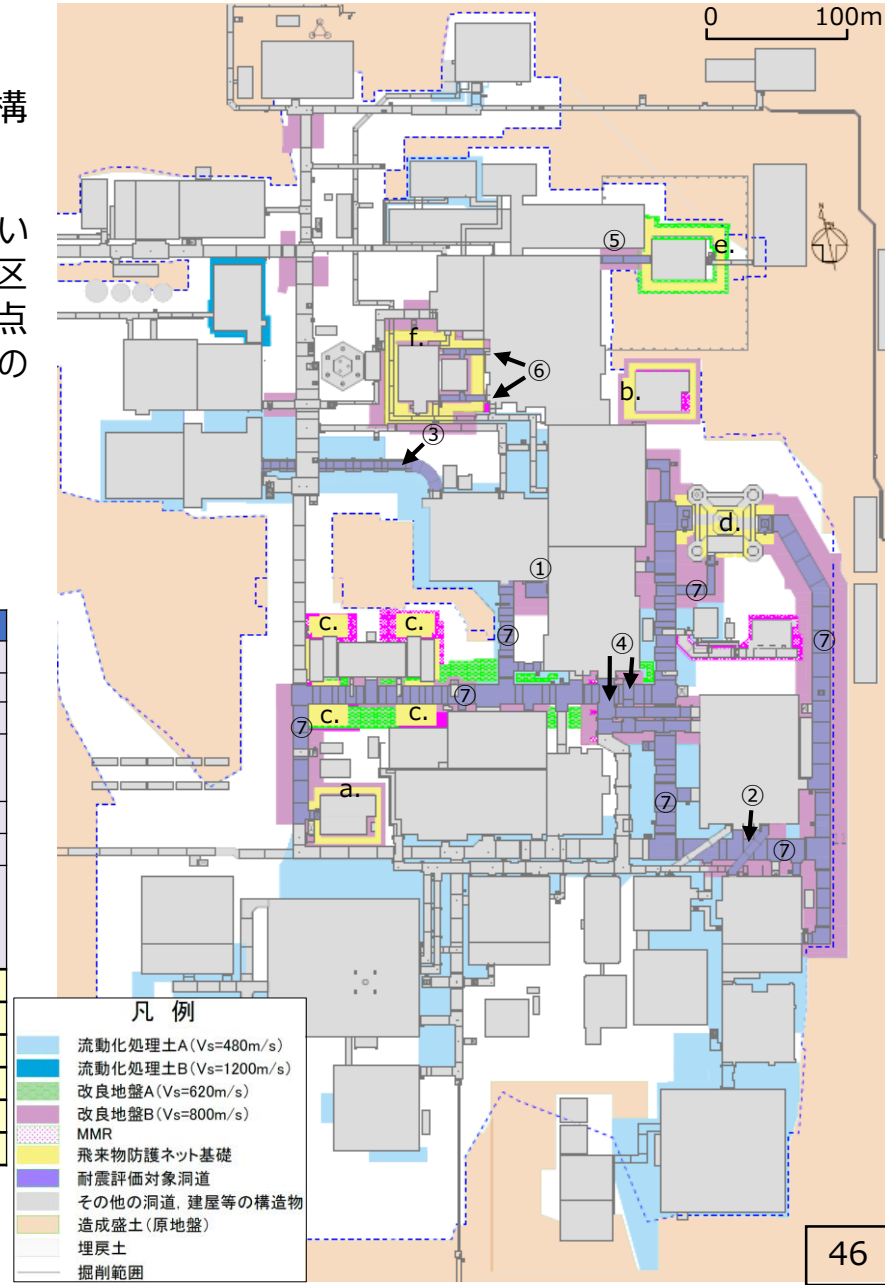 構
い
区
点
の
0 100m
N
⑤
e.
f.
⑥
b.
③
d.
①
⑦
c. c.
⑦
④
⑦
⑦
c. c.
⑦
a.
②
⑦
⑦
凡 例
流動化処理土A(Vs=480m/s)
流動化処理土B(Vs=1200m/s)
改良地盤A(Vs=620m/s)
改良地盤B(Vs=800m/s)
MMR
飛来物防護ネット基礎
耐震評価対象洞道
その他の洞道, 建屋等の構造物
造成盛土(原地盤)
埋戻土
掘削範囲
46